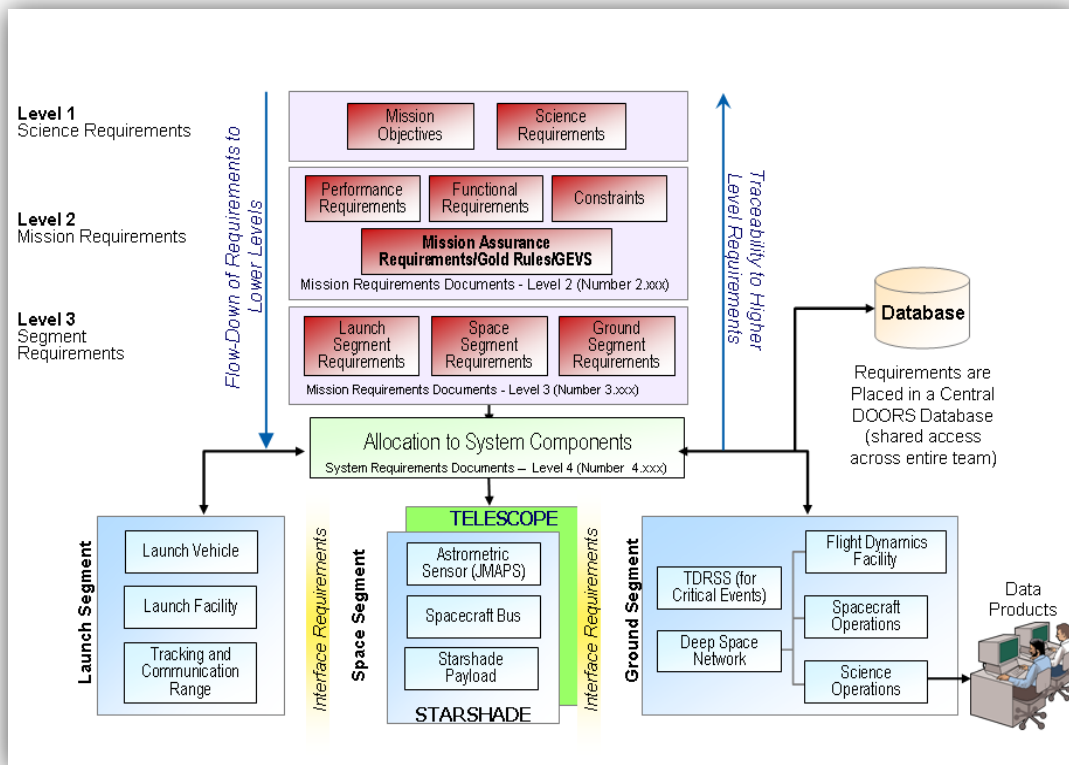 Level 1
Science Requirements
Level 2
Mission Requirements
Level 3
Segment
Requirements
Flow-Down of Requirements to
Lower Levels
Mission
Objectives
Science
Requirements
Performance
Requirements
Functional
Requirements
Constraints
Mission Assurance
Requirements/Gold Rules/GEVS
Mission Requirements Documents - Level 2 (Number 2.xxx)
Launch
Segment
Requirements
Space
Segment
Requirements
Ground
Segment
Requirements
Mission Requirements Documents - Level 3 (Number 3.xxx)
Traceability to Higher
Level Requirements
Database
Requirements are
Placed in a Central
DOORS Database
(shared access
across entire team)
Allocation to System Components
System Requirements Documents – Level 4 (Number 4.xxx)
Launch Segment
Launch Vehicle
Launch Facility
Tracking and
Communication
Range
Interface Requirements
Space Segment
TELESCOPE
Astrometric
Sensor (JMAPS)
Spacecraft Bus
Starshade
Payload
STARSHADE
Interface Requirements
Ground Segment
TDRSS (for
Critical Events)
Deep Space
Network
Flight Dynamics
Facility
Spacecraft
Operations
Science
Operations
Data
Products